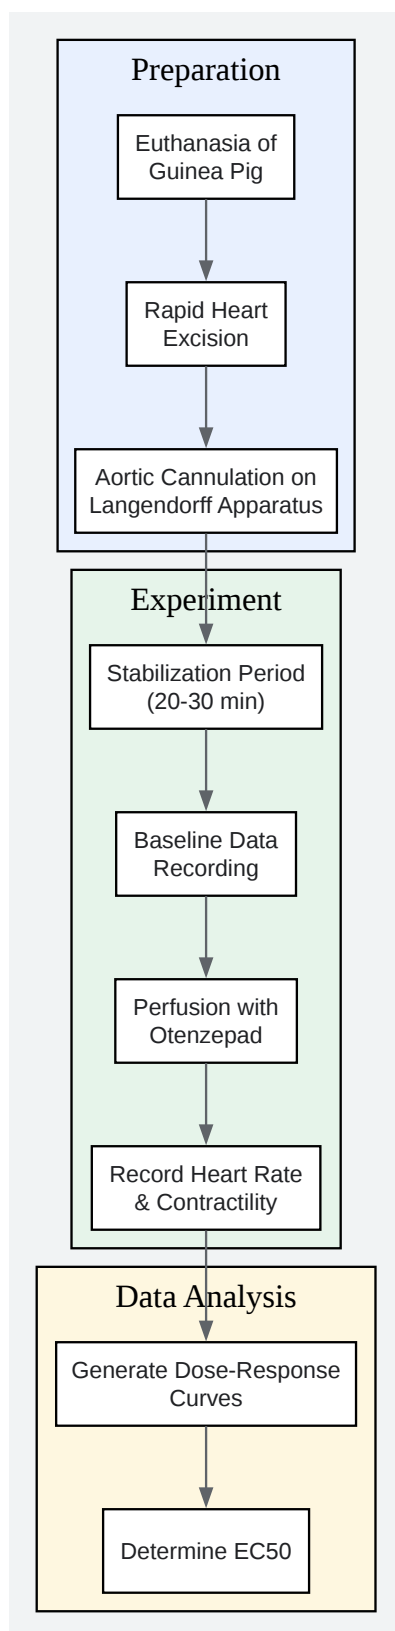 Preparation
Euthanasia of
Guinea Pig
Rapid Heart
Excision
Aortic Cannulation on
Langendorff Apparatus
Experiment
Stabilization Period
(20-30 min)
Baseline Data
Recording
Perfusion with
Otenzepad
Record Heart Rate
& Contractility
Data Analysis
Generate Dose-Response
Curves
Determine EC50